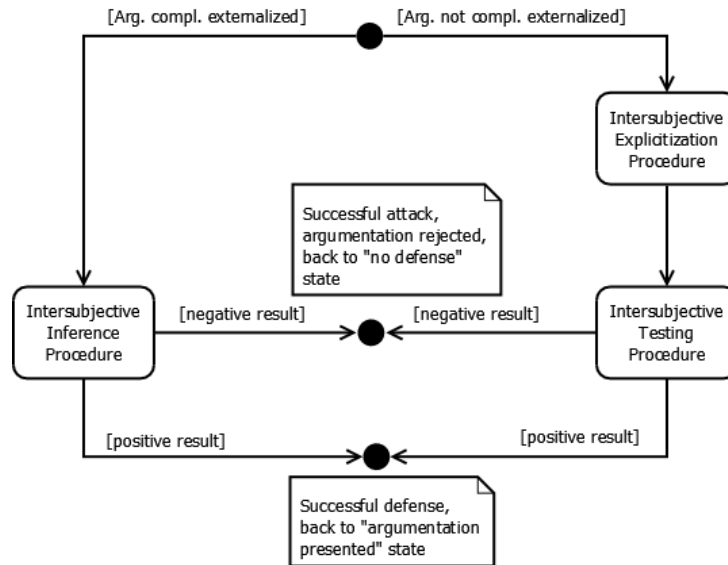 [Arg. compl. externalized]
[Arg. not compl. externalized]
Intersubjective
Explicitization
Procedure
Successful attack,
argumentation rejected,
back to "no defense"
state
Intersubjective
Inference
Procedure
[negative result]
[negative result]
Intersubjective
Testing
Procedure
[positive result]
[positive result]
Successful defense,
back to "argumentation
presented" state